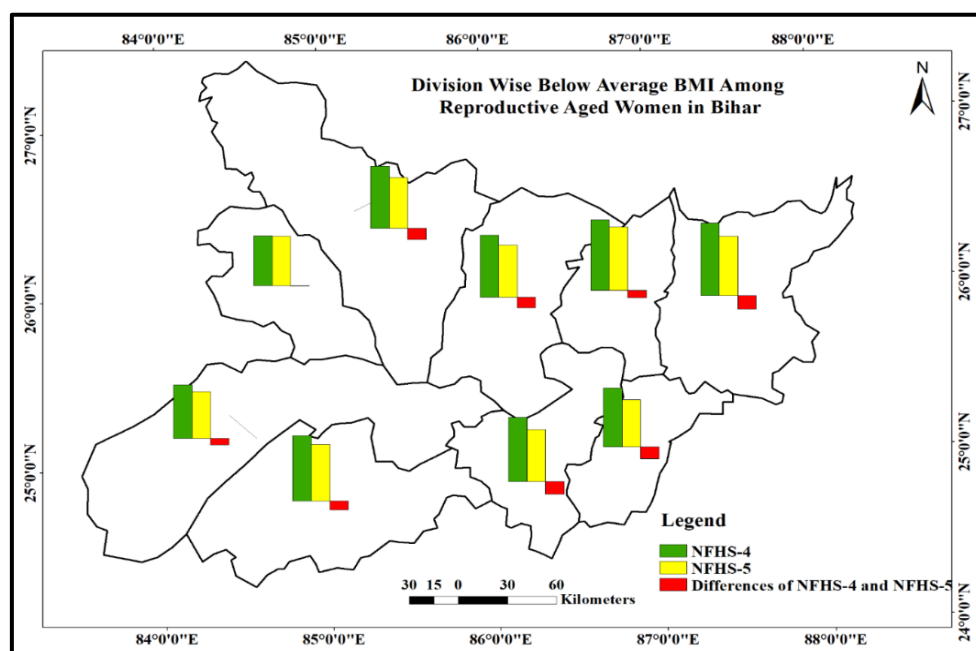 84°0'0"E 85°0'0"E 86°0'0"E 87°0'0"E 88°0'0"E
Division Wise Below Average BMI Among
Reproductive Aged Women in Bihar
N
27°0'0"N
27°0'0"N
26°0'0"N
26°0'0"N
25°0'0"N
25°0'0"N
24°0'0"N
Legend
NFHS-4
NFHS-5
Differences of NFHS-4 and NFHS-5
30 15 0 30 60
Kilometers
84°0'0"E 85°0'0"E 86°0'0"E 87°0'0"E 88°0'0"E